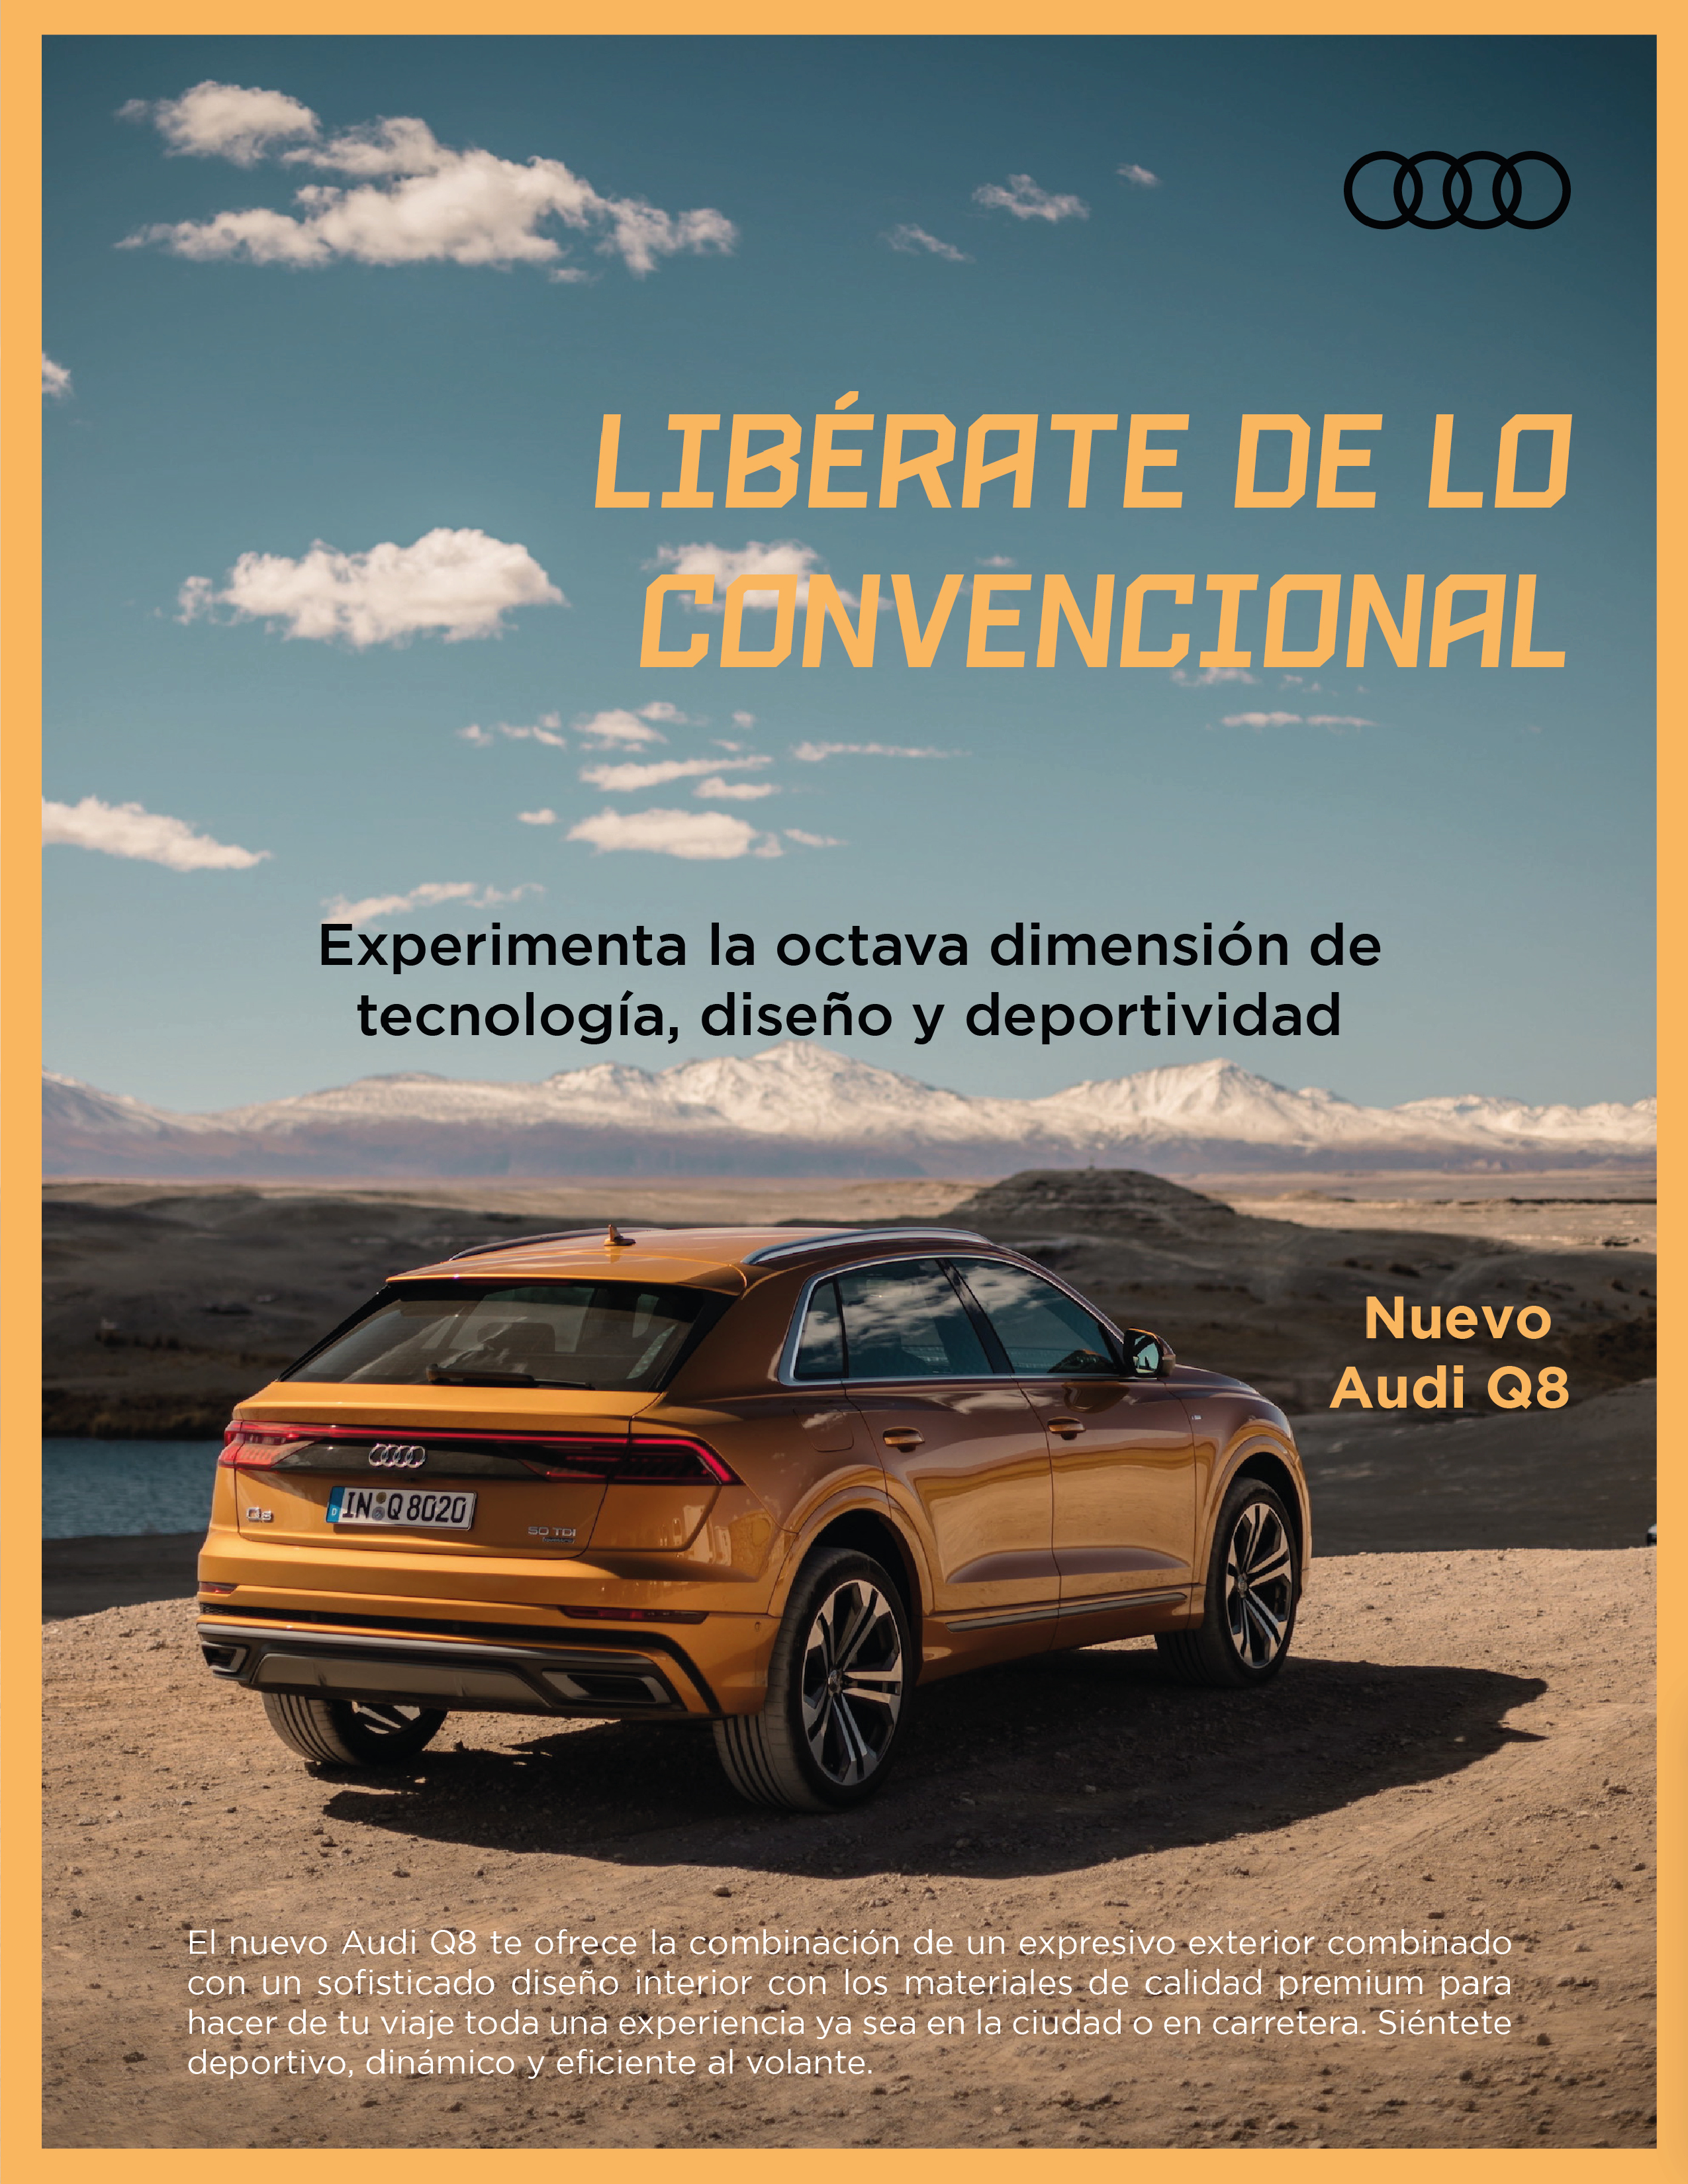 LIBÉRATE DE LO
CONVENCIONAL
Experimenta la octava dimensión de
tecnología, diseño y deportividad
Nuevo
Audi Q8
Q8
IN Q 8020
50 TDI
El nuevo Audi Q8 te ofrece la combinación de un expresivo exterior combinado
con un sofisticado diseño interior con los materiales de calidad premium para
hacer de tu viaje toda una experiencia ya sea en la ciudad o en carretera. Siéntete
deportivo, dinámico y eficiente al volante.